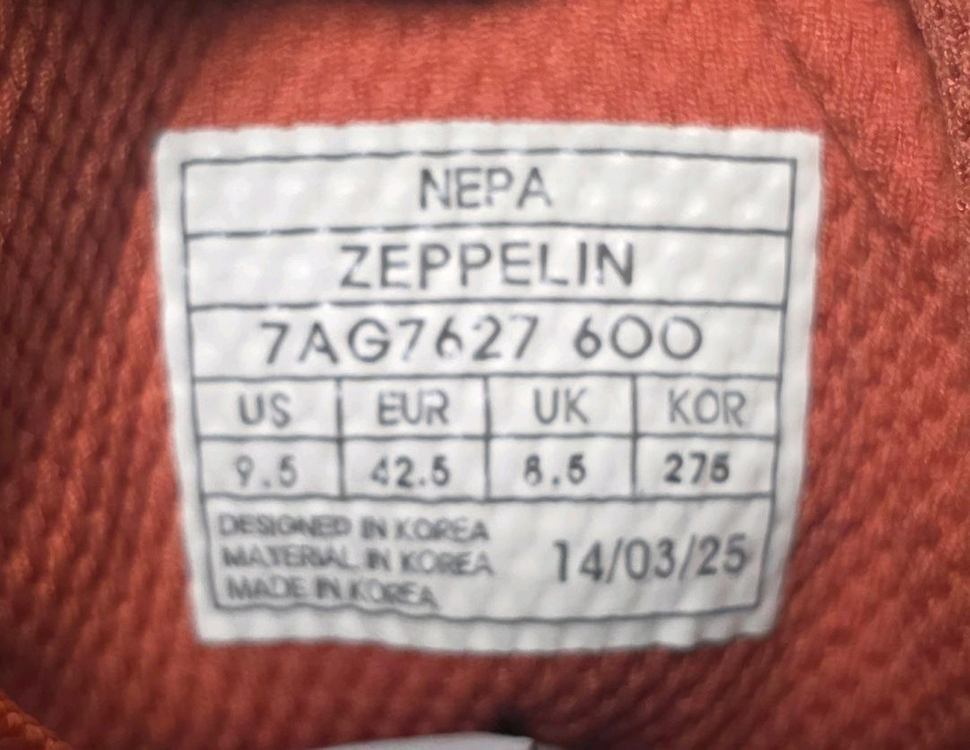 NEPA
ZEPPELIN
7AG7627 600
US EUR UK KOR
9.5 42.5 8.5 275
DESIGNED IN KOREA
MATERIAL IN KOREA
MADE IN KOREA
14/03/25